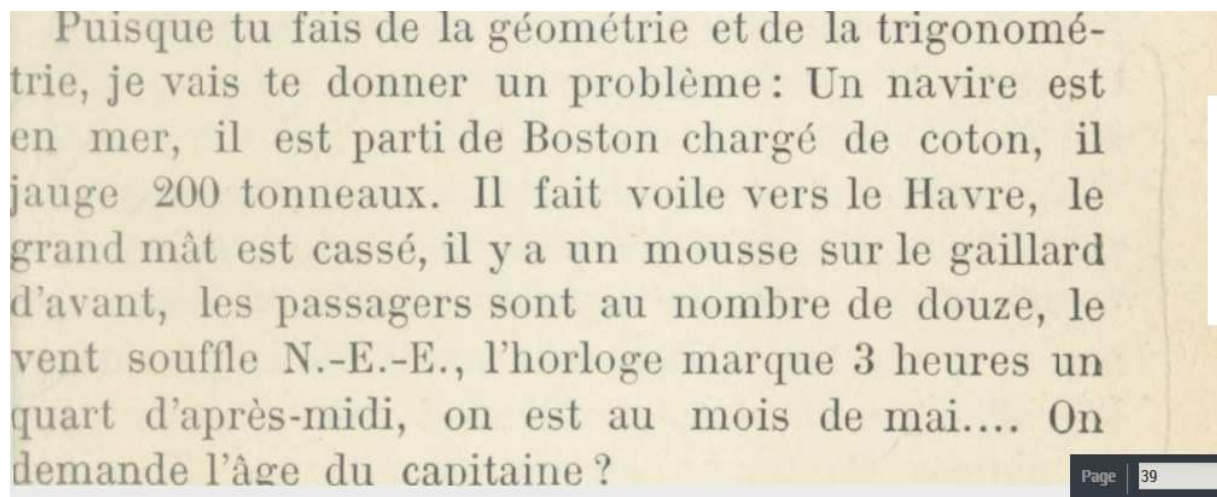 Puisque tu fais de la géométrie et de la trigonomé-
trie, je vais te donner un problème : Un navire est
en mer, il est parti de Boston chargé de coton, il
jauge 200 tonneaux. Il fait voile vers le Havre, le
grand mât est cassé, il y a un mousse sur le gaillard
d'avant, les passagers sont au nombre de douze, le
vent souffle N.-E.-E., l'horloge marque 3 heures un
quart d'après-midi, on est au mois de mai.... On
demande l'âge du capitaine ?
Page 39